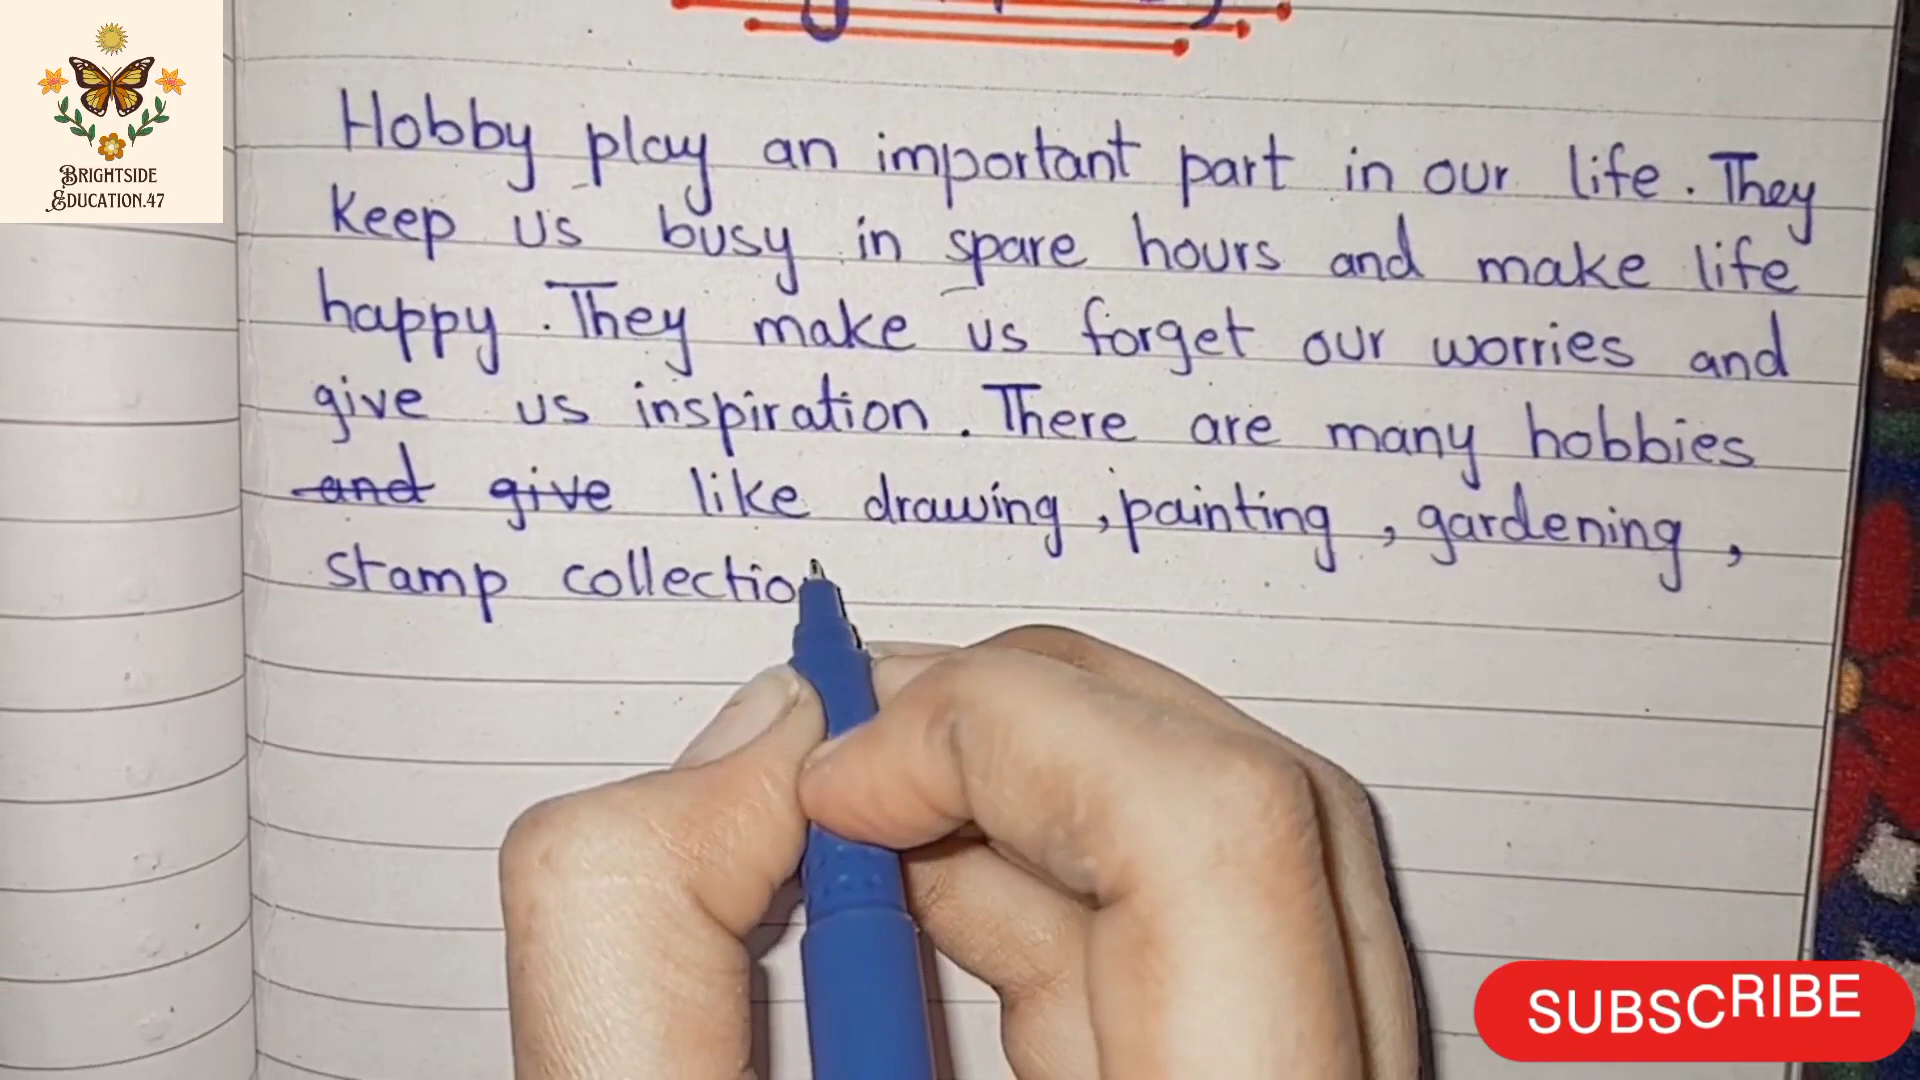 BRIGHTSIDE
EDUCATION.47
Hobby play an important part in our life. They
keep us busy in spare hours and make life
happy. They make us forget our worries and
give us inspiration. There are many hobbies
and give like drawing, painting, gardening,
stamp collectio
SUBSCRIBE